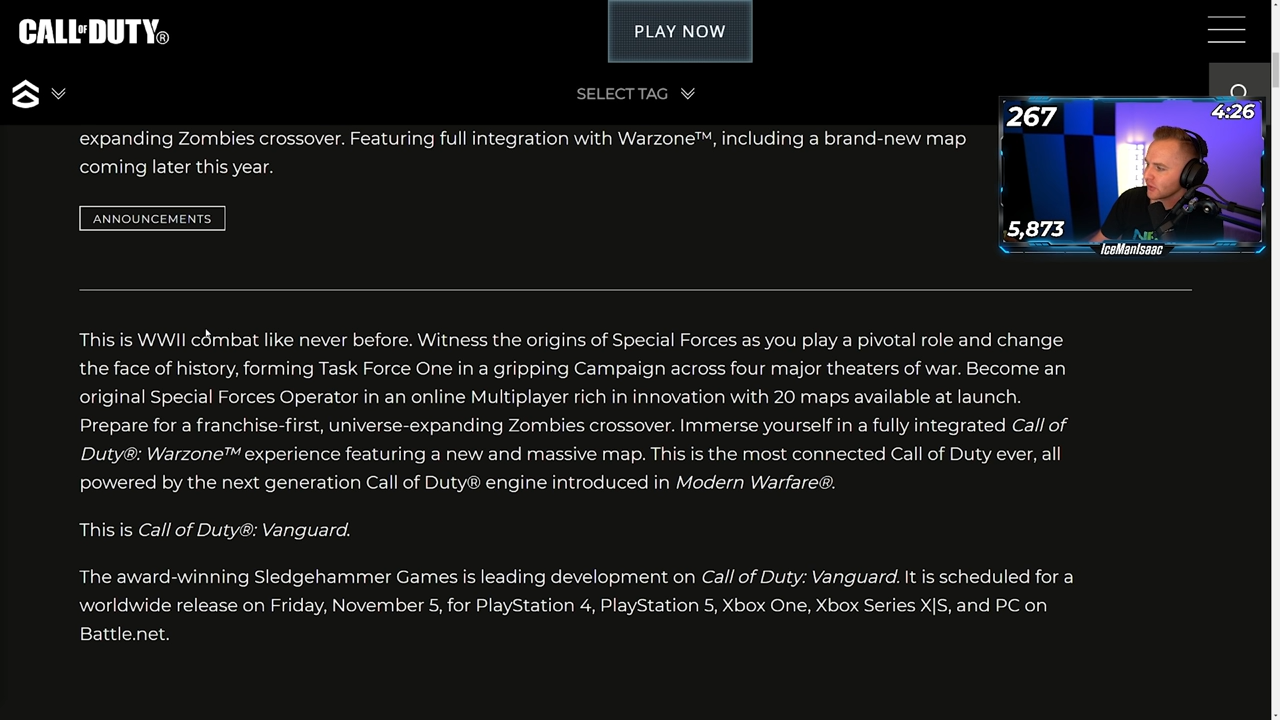 CALL OF DUTY®
PLAY NOW
SELECT TAG
267
4:26
expanding Zombies crossover. Featuring full integration with Warzone™, including a brand-new map
coming later this year.
5,873
IceManIsaac
ANNOUNCEMENTS
This is WWII combat like never before. Witness the origins of Special Forces as you play a pivotal role and change
the face of history, forming Task Force One in a gripping Campaign across four major theaters of war. Become an
original Special Forces Operator in an online Multiplayer rich in innovation with 20 maps available at launch.
Prepare for a franchise-first, universe-expanding Zombies crossover. Immerse yourself in a fully integrated Call of
Duty®: Warzone™ experience featuring a new and massive map. This is the most connected Call of Duty ever, all
powered by the next generation Call of Duty® engine introduced in Modern Warfare®.
This is Call of Duty®: Vanguard.
The award-winning Sledgehammer Games is leading development on Call of Duty: Vanguard. It is scheduled for a
worldwide release on Friday, November 5, for PlayStation 4, PlayStation 5, Xbox One, Xbox Series X|S, and PC on
Battle.net.